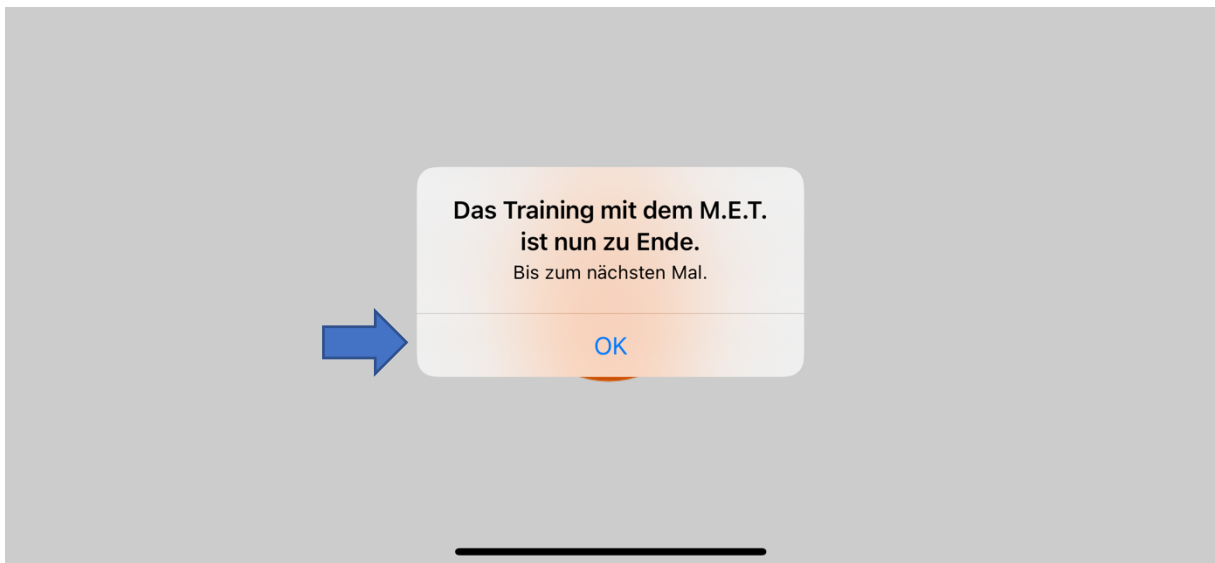 Das Training mit dem M.E.T.
ist nun zu Ende.
Bis zum nächsten Mal.
OK